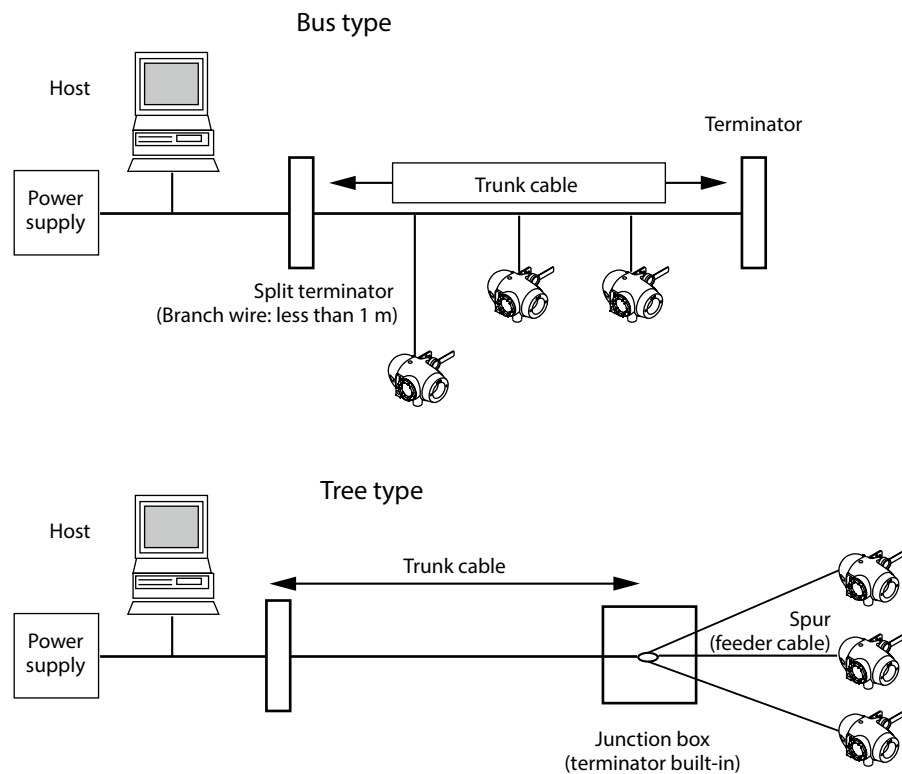 Bus type
Host
Terminator
Power
supply
Trunk cable
Split terminator
(Branch wire: less than 1 m)
Tree type
Host
Trunk cable
Power
supply
Spur
(feeder cable)
Junction box
(terminator built-in)